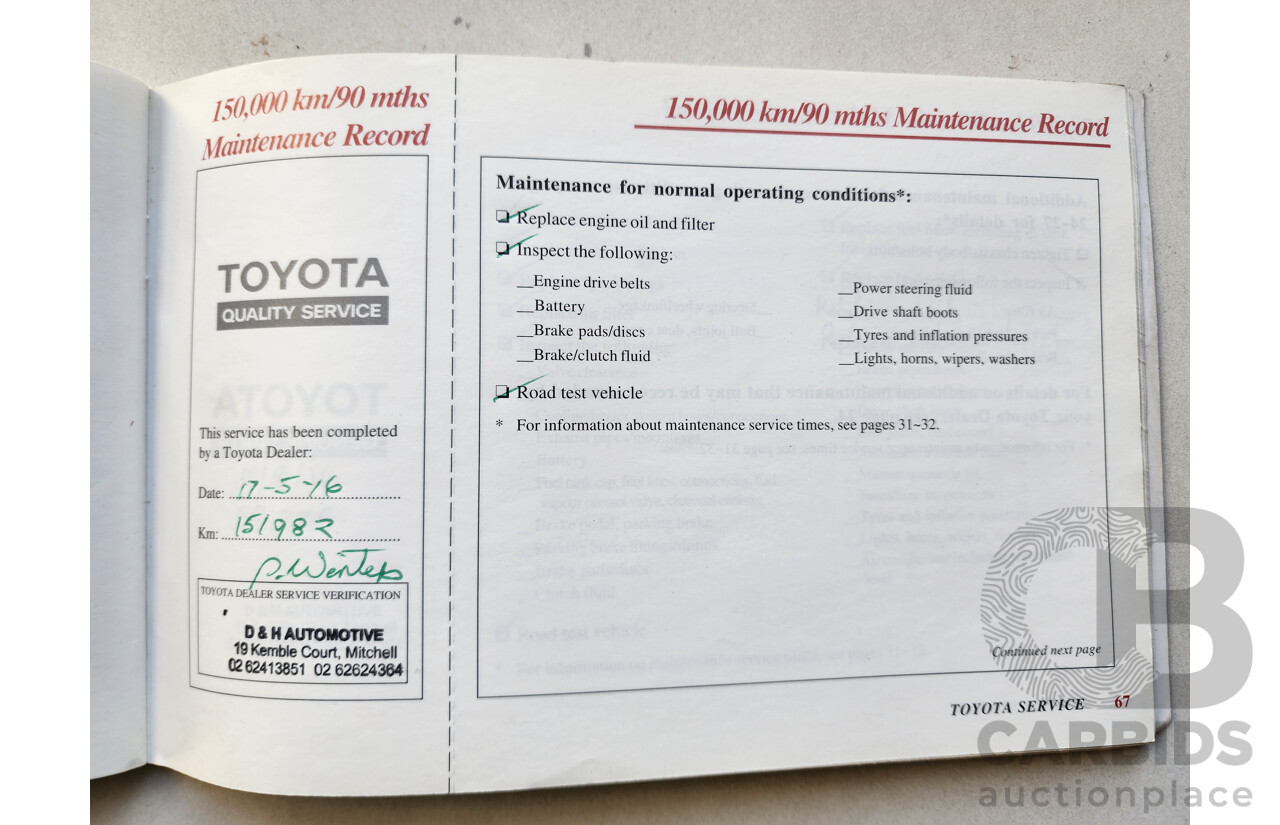 150,000 km/90 mths
Maintenance Record
TOYOTA
QUALITY SERVICE
This service has been completed
by a Toyota Dealer:
Date: 17-5-16
Km: 151982
P. Winters
TOYOTA DEALER SERVICE VERIFICATION
D & H AUTOMOTIVE
19 Kemble Court, Mitchell
02 62413851 02 62624364
150,000 km/90 mths Maintenance Record
Maintenance for normal operating conditions*:
Replace engine oil and filter
Inspect the following:
__Engine drive belts
__Battery
__Brake pads/discs
__Brake/clutch fluid
__Power steering fluid
__Drive shaft boots
__Tyres and inflation pressures
__Lights, horns, wipers, washers
Road test vehicle
* For information about maintenance service times, see pages 31~32.
Continued next page
TOYOTA SERVICE 67
CARBIDS
auctionplace